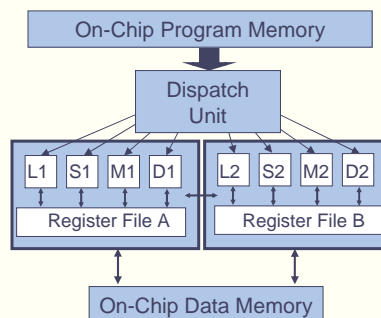 On-Chip Program Memory
Dispatch
Unit
L1 S1 M1 D1 L2 S2 M2 D2
Register File A Register File B
On-Chip Data Memory